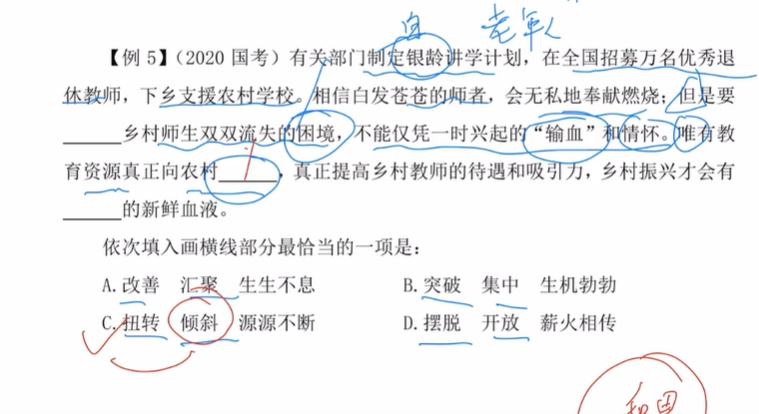 老年人
【例 5】（2020 国考）有关部门制定银龄讲学计划，在全国招募万名优秀退
休教师，下乡支援农村学校。相信白发苍苍的师者，会无私地奉献燃烧；但是要
______乡村师生双双流失的困境，不能仅凭一时兴起的“输血”和情怀。唯有教
育资源真正向农村______，真正提高乡村教师的待遇和吸引力，乡村振兴才会有
______的新鲜血液。
依次填入画横线部分最恰当的一项是：
A. 改善 汇聚 生生不息 B. 突破 集中 生机勃勃
C. 扭转 倾斜 源源不断 D. 摆脱 开放 薪火相传